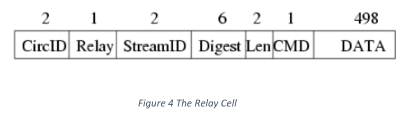 2 1 2 6 2 1 498
CircID Relay StreamID Digest Len CMD DATA
Figure 4 The Relay Cell